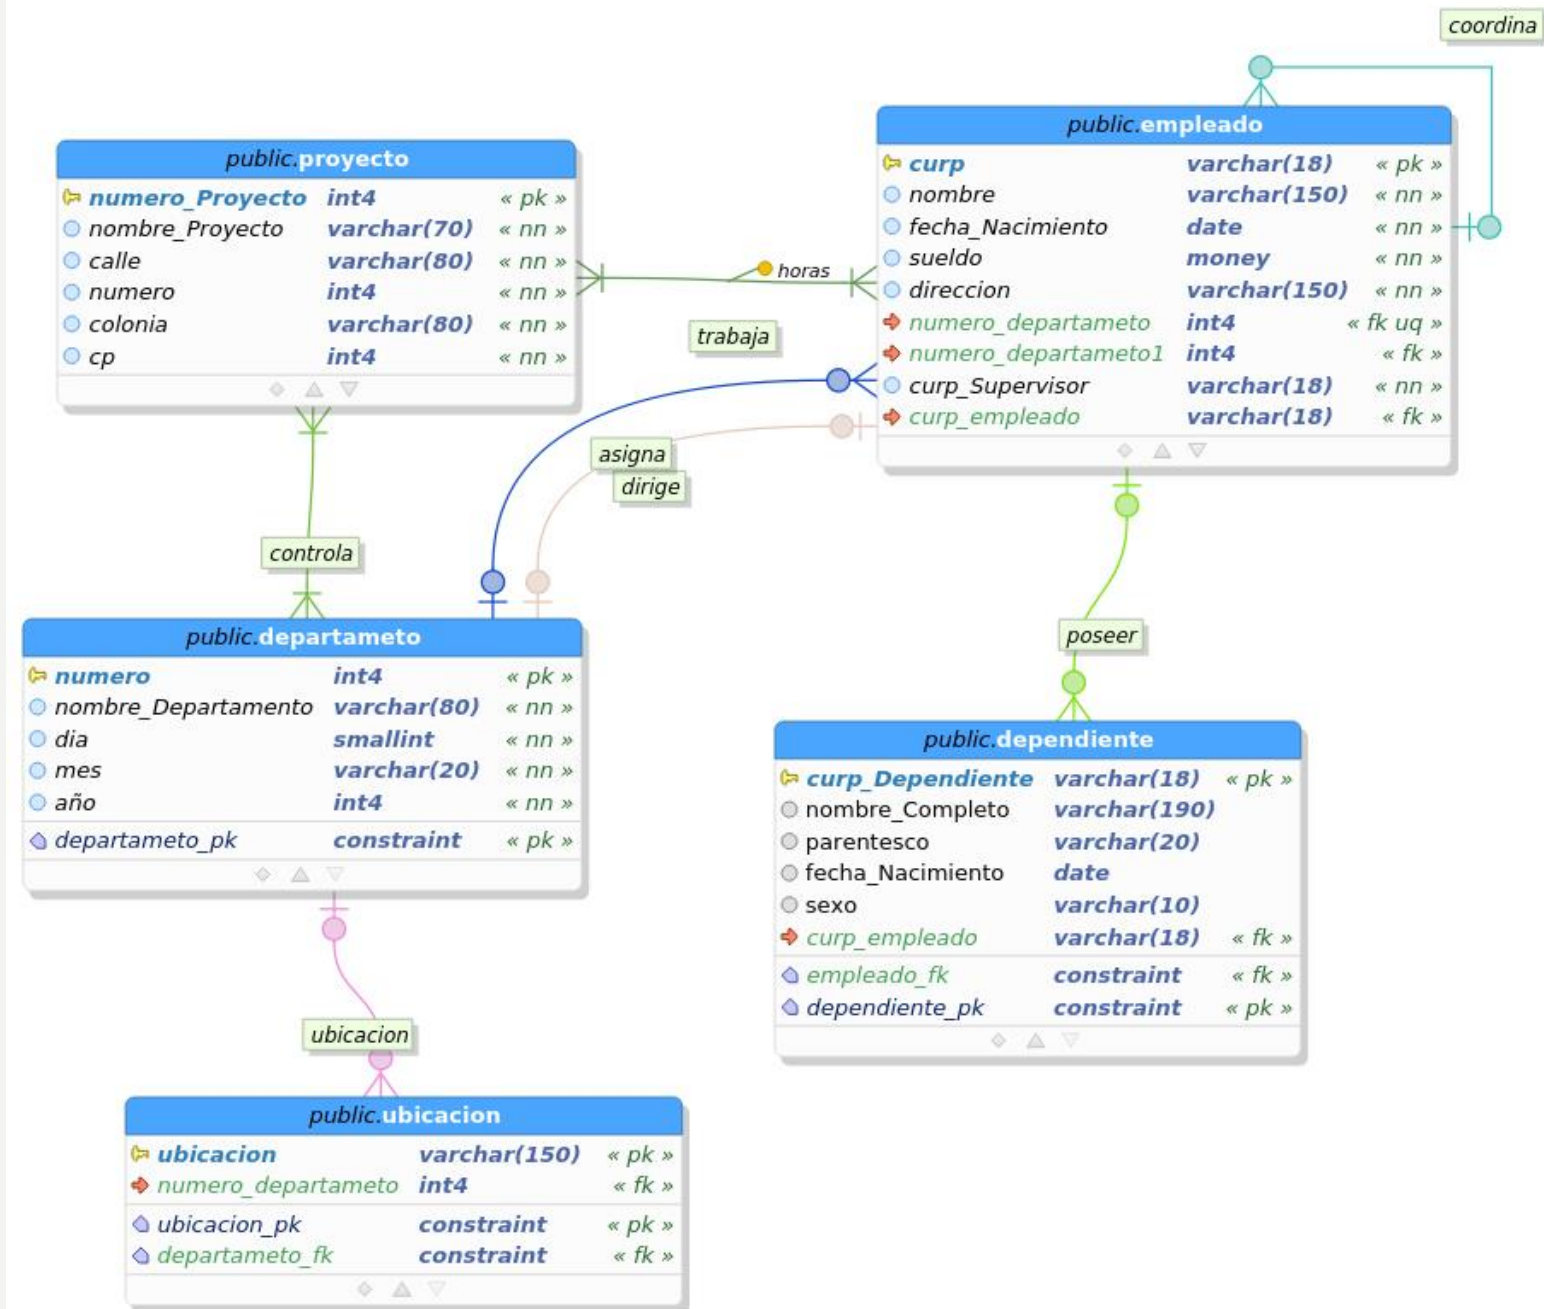 coordina
public.proyecto
numero_Proyecto int4 « pk »
nombre_Proyecto varchar(70) « nn »
calle varchar(80) « nn »
numero int4 « nn »
colonia varchar(80) « nn »
cp int4 « nn »
public.empleado
curp varchar(18) « pk »
nombre varchar(150) « nn »
fecha_Nacimiento date « nn »
sueldo money « nn »
direccion varchar(150) « nn »
numero_departameto int4 « fk uq »
numero_departameto1 int4 « fk »
curp_Supervisor varchar(18) « nn »
curp_empleado varchar(18) « fk »
horas
trabaja
asigna
dirige
controla
poseer
public.departameto
numero int4 « pk »
nombre_Departamento varchar(80) « nn »
dia smallint « nn »
mes varchar(20) « nn »
año int4 « nn »
departameto_pk constraint « pk »
public.dependiente
curp_Dependiente varchar(18) « pk »
nombre_Completo varchar(190)
parentesco varchar(20)
fecha_Nacimiento date
sexo varchar(10)
curp_empleado varchar(18) « fk »
empleado_fk constraint « fk »
dependiente_pk constraint « pk »
ubicacion
public.ubicacion
ubicacion varchar(150) « pk »
numero_departameto int4 « fk »
ubicacion_pk constraint « pk »
departameto_fk constraint « fk »